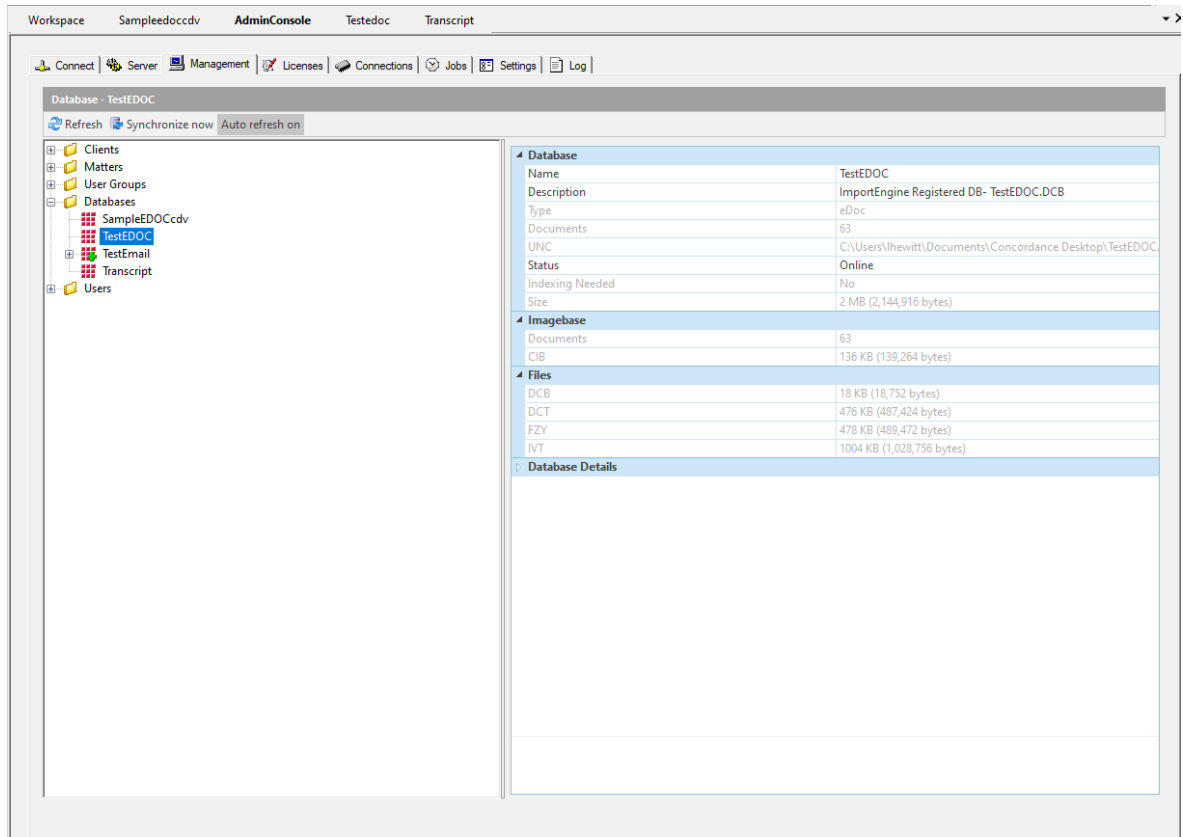 Workspace Sampleedoccdv AdminConsole Testedoc Transcript
Connect Server Management Licenses Connections Jobs Settings Log
Database - TestEDOC
Refresh Synchronize now Auto refresh on
Clients
Matters
User Groups
Databases
SampleEDOCcdv
TestEDOC
TestEmail
Transcript
Users
Database
Name TestEDOC
Description ImportEngine Registered DB- TestEDOC.DCB
Type eDoc
Documents 63
UNC C:\Users\lhewitt\Documents\Concordance Desktop\TestEDOC.
Status Online
Indexing Needed No
Size 2 MB (2,144,916 bytes)
Imagebase
Documents 63
CIB 136 KB (139,264 bytes)
Files
DCB 18 KB (18,752 bytes)
DCT 476 KB (487,424 bytes)
FZY 478 KB (489,472 bytes)
IVT 1004 KB (1,028,756 bytes)
Database Details